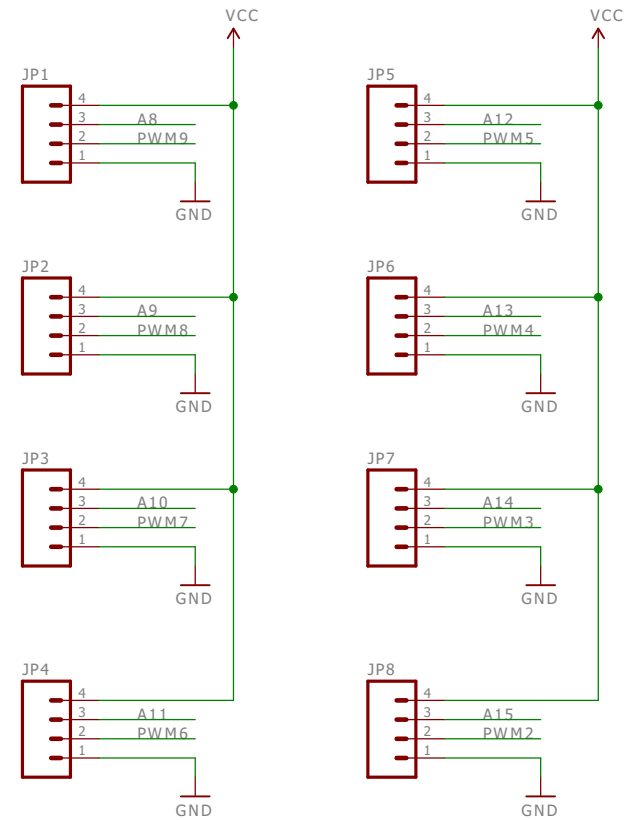 VCC
JP1
4
3 A8
2 PWM9
1
GND
JP2
4
3 A9
2 PWM8
1
GND
JP3
4
3 A10
2 PWM7
1
GND
JP4
4
3 A11
2 PWM6
1
GND
VCC
JP5
4
3 A12
2 PWM5
1
GND
JP6
4
3 A13
2 PWM4
1
GND
JP7
4
3 A14
2 PWM3
1
GND
JP8
4
3 A15
2 PWM2
1
GND